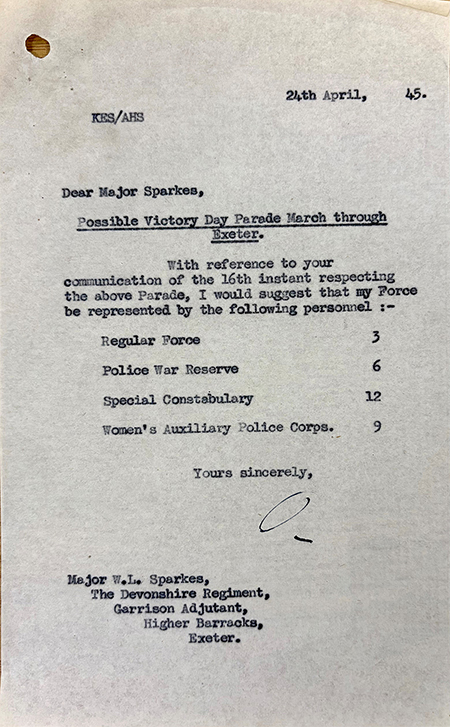 24th April, 45.
KES/AHS
Dear Major Sparkes,
Possible Victory Day Parade March through
Exeter.
With reference to your
communication of the 16th instant respecting
the above Parade, I would suggest that my Force
be represented by the following personnel :-
Regular Force 3
Police War Reserve 6
Special Constabulary 12
Women's Auxiliary Police Corps. 9
Yours sincerely,
Major W.L. Sparkes,
The Devonshire Regiment,
Garrison Adjutant,
Higher Barracks,
Exeter.